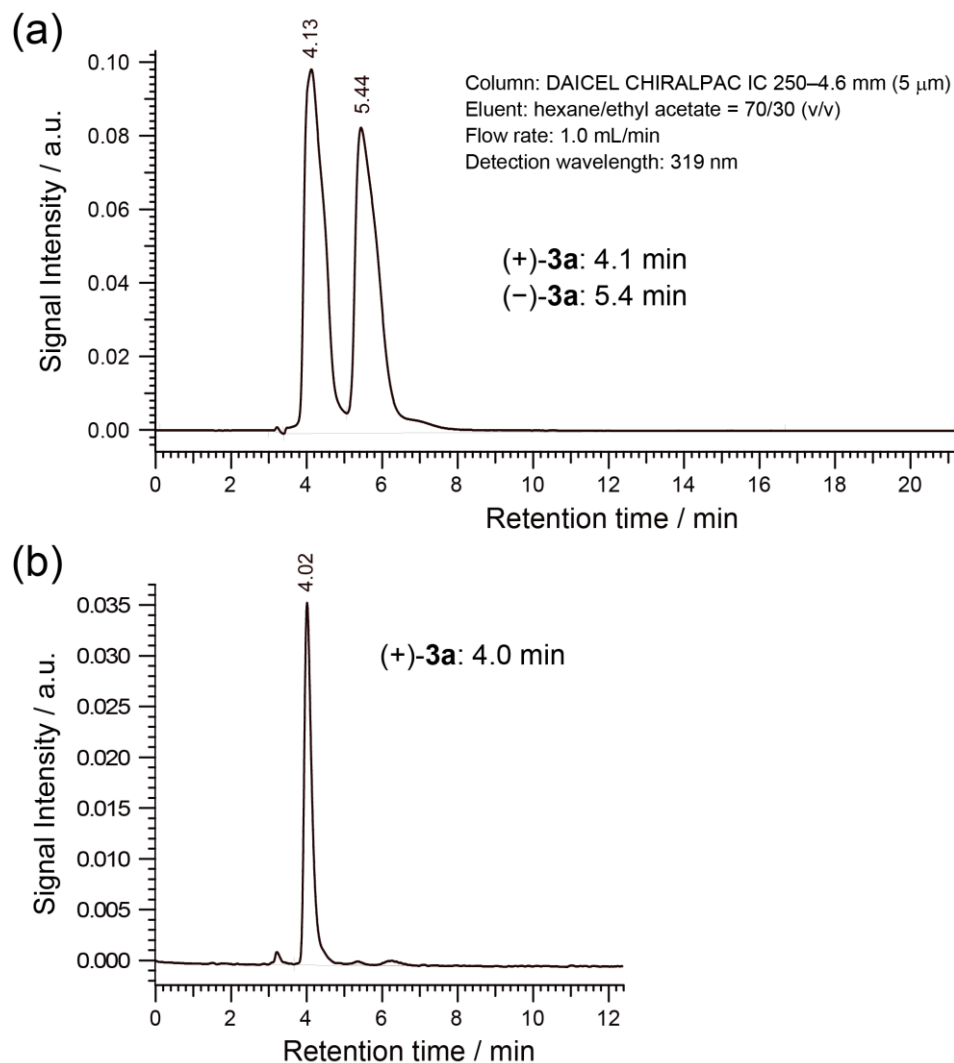 (a)
4.13
5.44
Column: DAICEL CHIRALPAC IC 250–4.6 mm (5 μm)
Eluent: hexane/ethyl acetate = 70/30 (v/v)
Flow rate: 1.0 mL/min
Detection wavelength: 319 nm
(+)-3a: 4.1 min
(−)-3a: 5.4 min
Signal Intensity / a.u.
0.10
0.08
0.06
0.04
0.02
0.00
0 2 4 6 8 10 12 14 16 18 20
Retention time / min
(b)
4.02
(+)-3a: 4.0 min
Signal Intensity / a.u.
0.035
0.030
0.025
0.020
0.015
0.010
0.005
0.000
0 2 4 6 8 10 12
Retention time / min